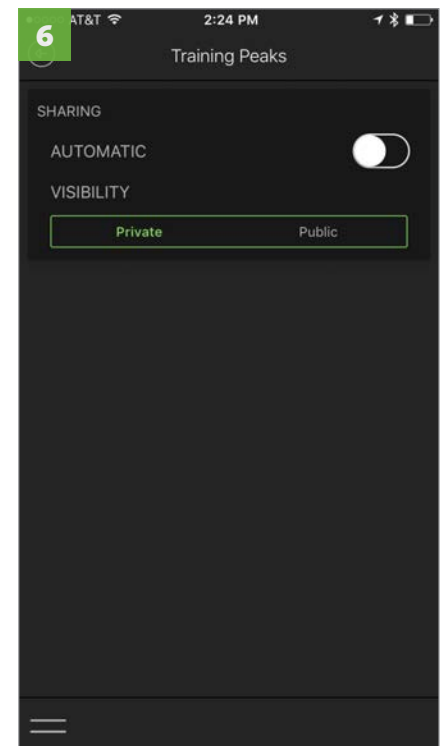 6
AT&T 2:24 PM
Training Peaks
SHARING
AUTOMATIC
VISIBILITY
Private Public